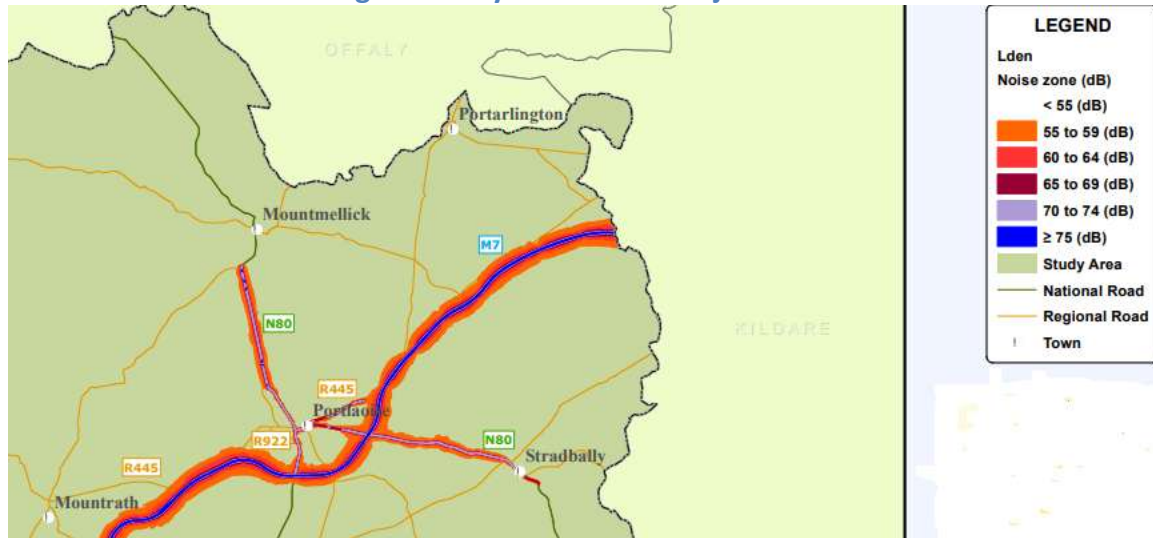 OFFALY
Portarlington
Mountmellick
M7
N80
KILDARE
R445
Portlaoise
R922
N80
R445
Stradbally
Mountrath
LEGEND
Lden
Noise zone (dB)
< 55 (dB)
55 to 59 (dB)
60 to 64 (dB)
65 to 69 (dB)
70 to 74 (dB)
≥ 75 (dB)
Study Area
National Road
Regional Road
Town